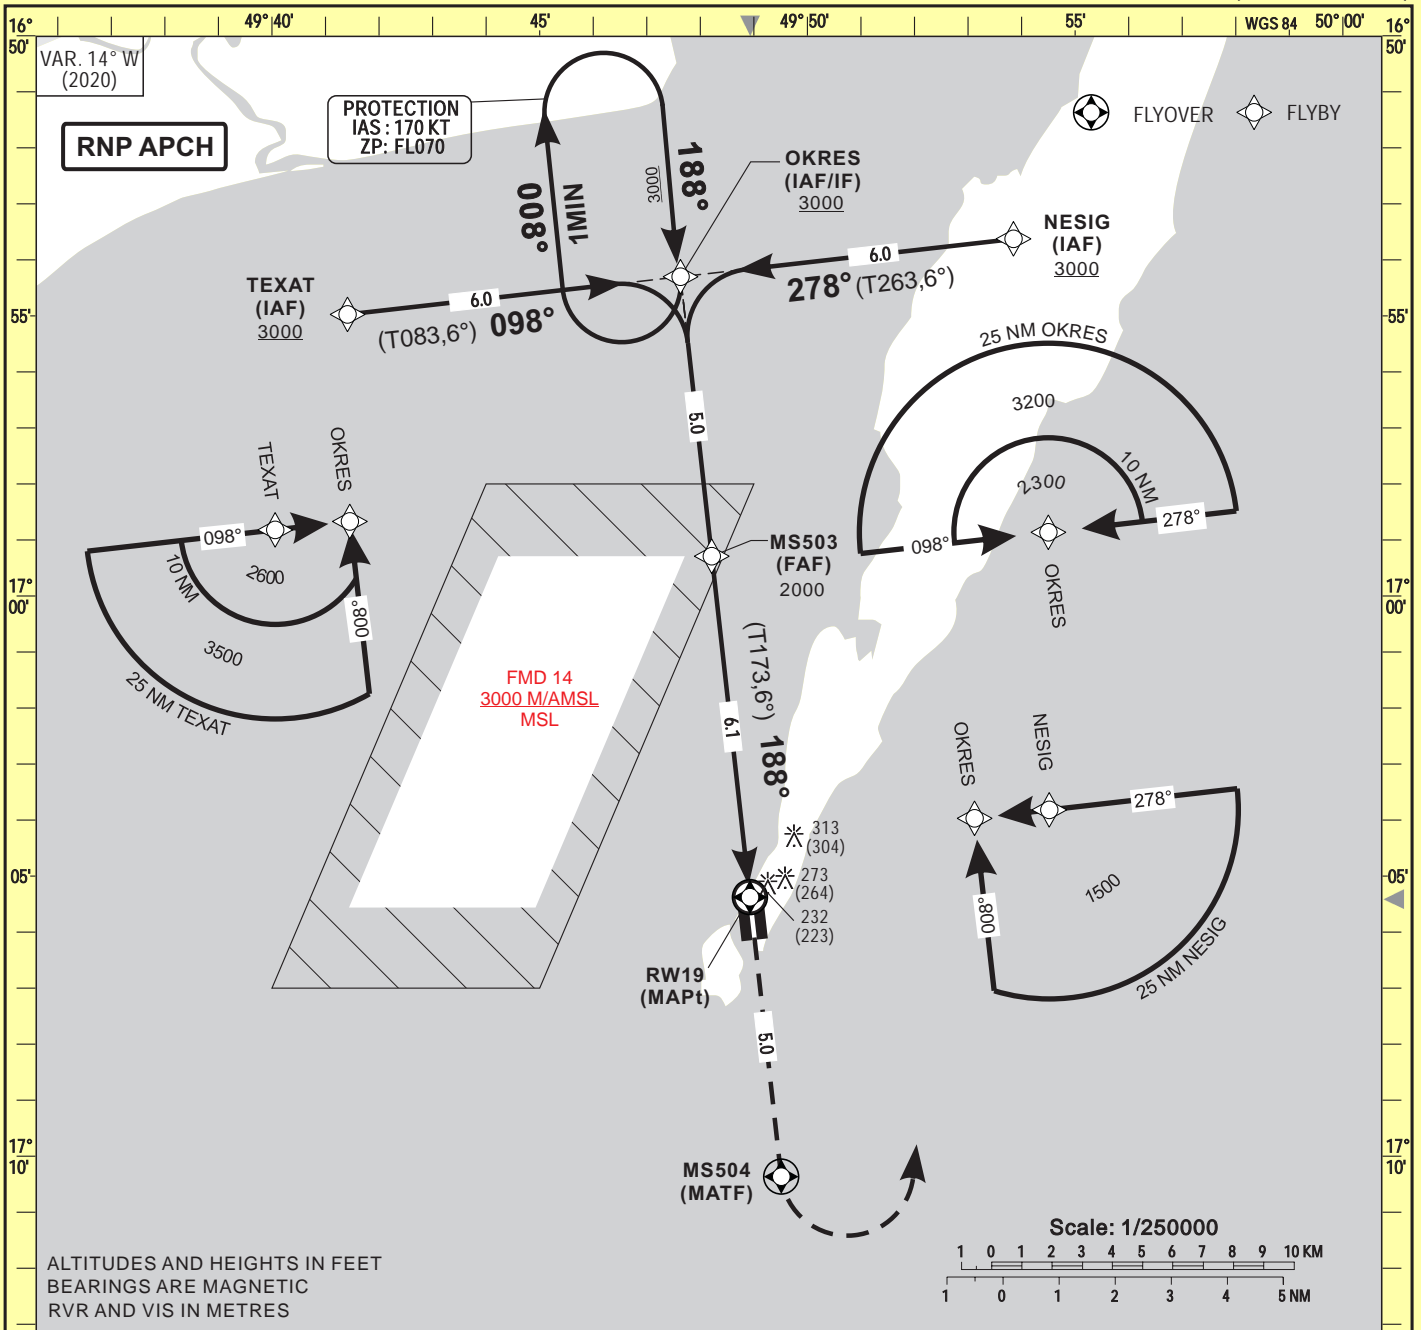 16°
50'
49°40'
45'
49°50'
55'
WGS 84
50°00'
16°
50'
VAR. 14° W
(2020)
RNP APCH
PROTECTION
IAS : 170 KT
ZP: FL070
008°
1MIN
3000
188°
OKRES
(IAF/IF)
3000
FLYOVER
FLYBY
NESIG
(IAF)
3000
6.0
278° (T263,6°)
TEXAT
(IAF)
3000
6.0
(T083,6°) 098°
55'
55'
5.0
25 NM OKRES
3200
2300
10 NM
278°
098°
OKRES
TEXAT
OKRES
098°
10 NM
2600
3500
008°
25 NM TEXAT
MS503
(FAF)
2000
17°
00'
17°
00'
FMD 14
3000 M/AMSL
MSL
(T173,6°) 188°
6.1
OKRES
NESIG
278°
008°
1500
25 NM NESIG
313
(304)
273
(264)
232
(223)
05'
05'
RW19
(MAPt)
5.0
MS504
(MATF)
17°
10'
17°
10'
ALTITUDES AND HEIGHTS IN FEET
BEARINGS ARE MAGNETIC
RVR AND VIS IN METRES
Scale: 1/250000
1 0 1 2 3 4 5 6 7 8 9 10 KM
1 0 1 2 3 4 5 NM